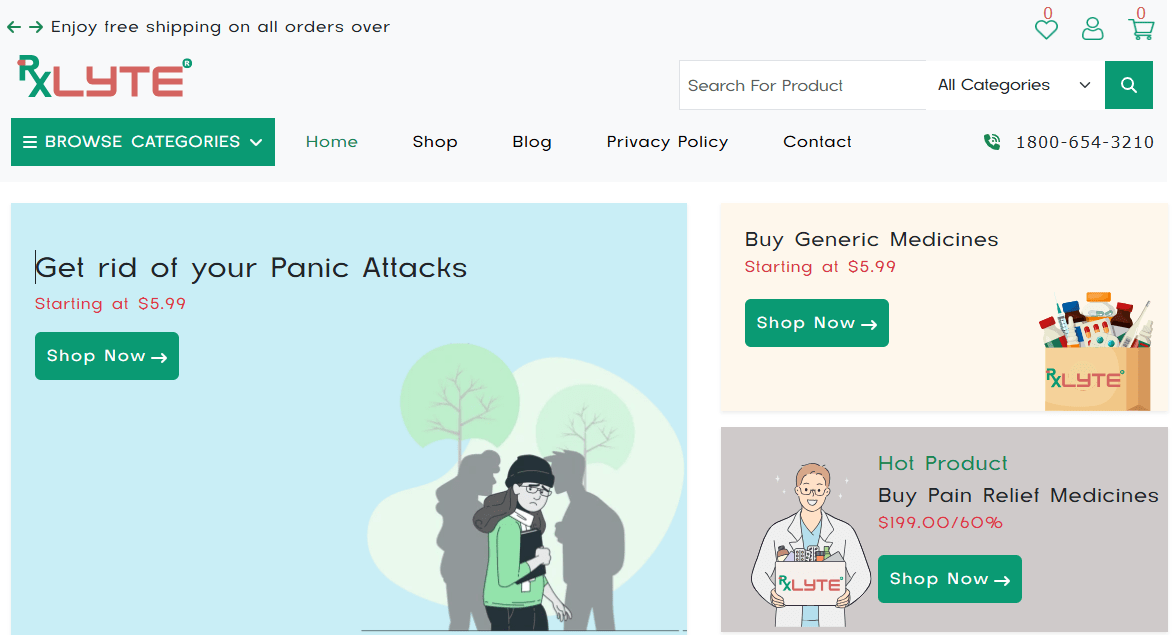 Enjoy free shipping on all orders over
0
0
RXLYTE®
Search For Product
All Categories
BROWSE CATEGORIES
Home
Shop
Blog
Privacy Policy
Contact
1800-654-3210
Get rid of your Panic Attacks
Starting at $5.99
Shop Now
Buy Generic Medicines
Starting at $5.99
Shop Now
RXLYTE
Hot Product
Buy Pain Relief Medicines
$199.00/60%
Shop Now
RXLYTE